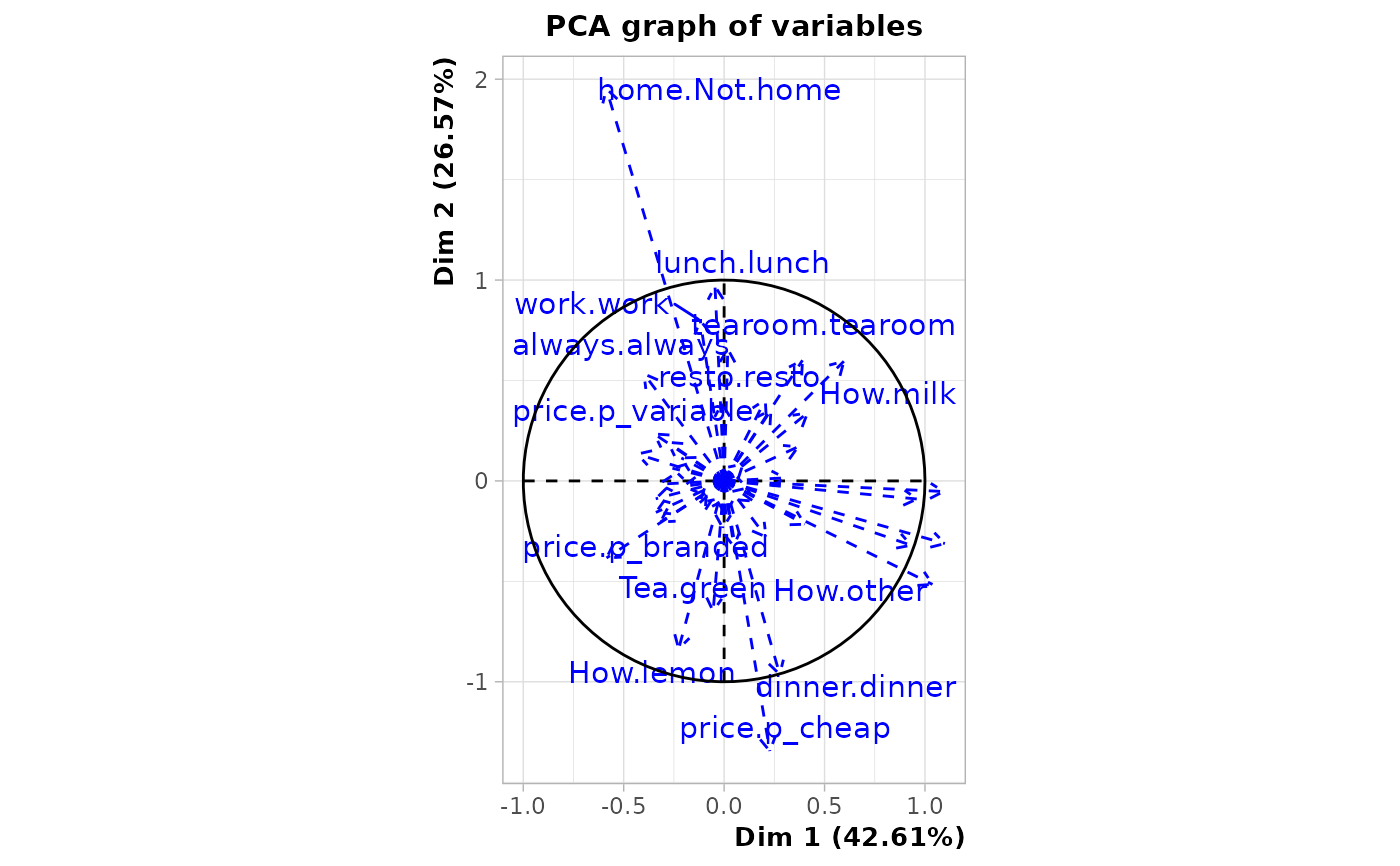 PCA graph of variables
Dim 2 (26.57%)
2
1
0
-1
home.Not.home
lunch.lunch
work.work
tearoom.tearoom
always.always
resto.resto
How.milk
price.p_variable
price.p_branded
Tea.green
How.other
How.lemon
dinner.dinner
price.p_cheap
-1.0
-0.5
0.0
0.5
1.0
Dim 1 (42.61%)